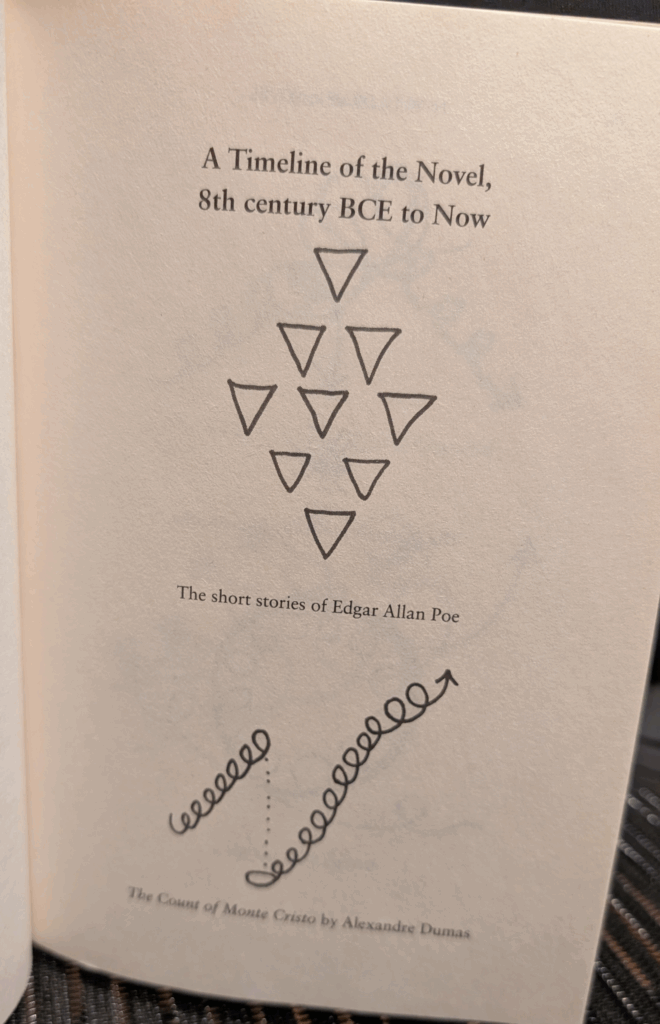 A Timeline of the Novel,
8th century BCE to Now
The short stories of Edgar Allan Poe
The Count of Monte Cristo by Alexandre Dumas